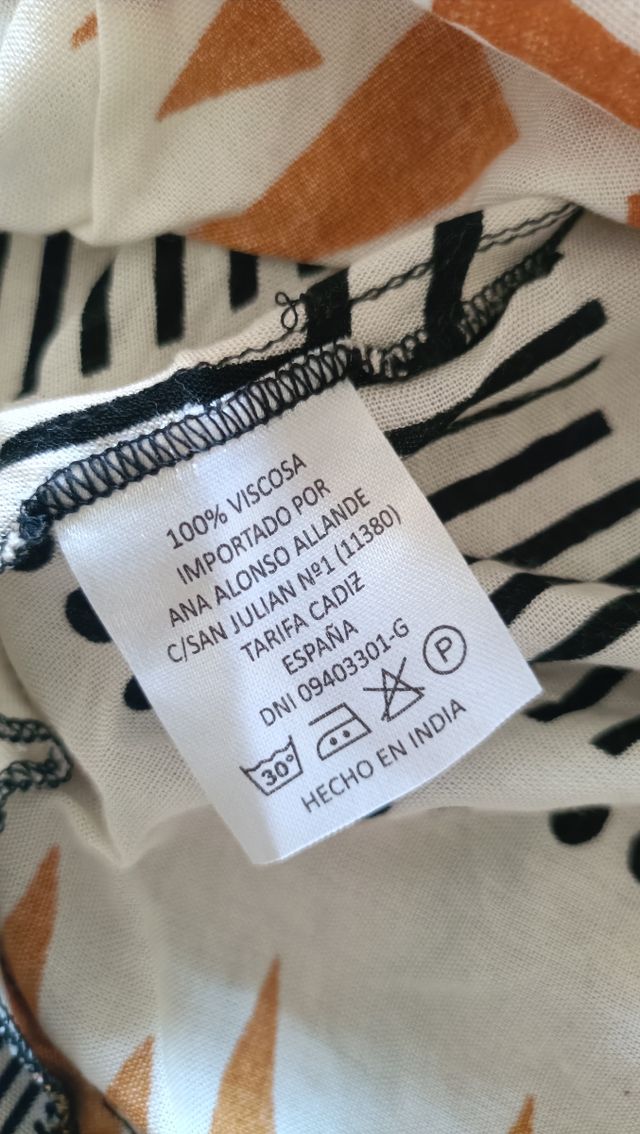 100% VISCOSA
IMPORTADO POR
ANA ALONSO ALLANDE
C/SAN JULIAN Nº1 (11380)
TARIFA CADIZ
ESPAÑA
DNI 09403301-G
30° P
HECHO EN INDIA